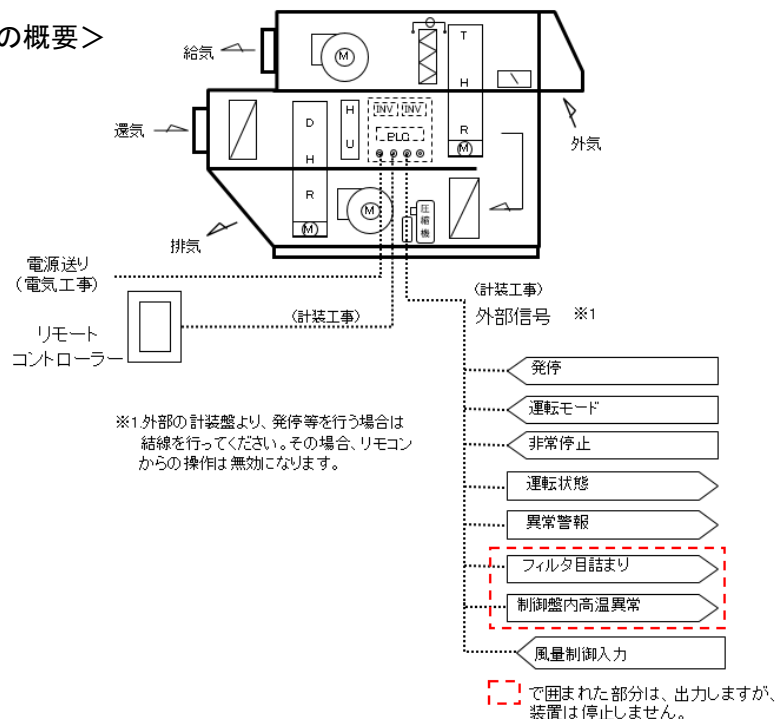 の概要＞
給気
M
T
H
R
M
外気
還気
D
H
R
M
H
U
INV INV
PLC
M
圧
縮
機
排気
電源送り
(電気工事)
リモート
コントローラー
(計装工事)
(計装工事)
外部信号 ※1
※1.外部の計装盤より、発停等を行う場合は
結線を行ってください。その場合、リモコン
からの操作は無効になります。
発停
運転モード
非常停止
運転状態
異常警報
フィルタ目詰まり
制御盤内高温異常
風量制御入力
で囲まれた部分は、出力しますが、
装置は停止しません。